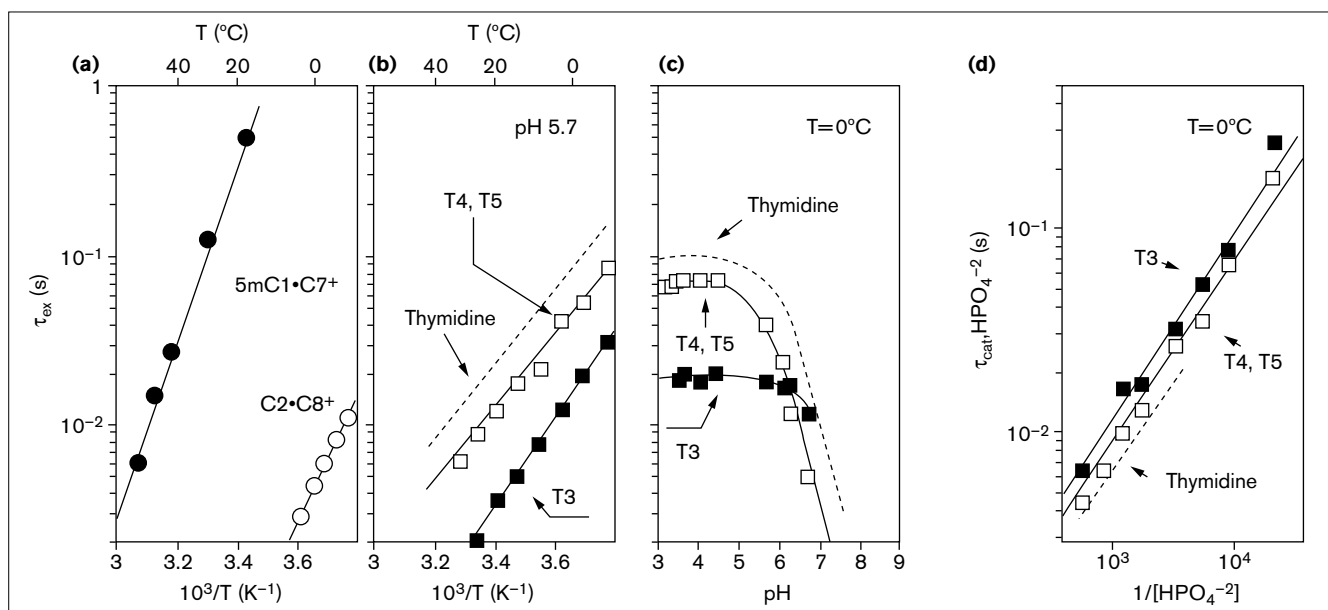 T (°C)
(a) 40 20 0
1
10⁻¹
10⁻²
τex (s)
5mC1•C7⁺
C2•C8⁺
3 3.2 3.4 3.6
10³/T (K⁻¹)
T (°C)
(b) 40 20 0
pH 5.7
T4, T5
Thymidine
T3
3 3.2 3.4 3.6
10³/T (K⁻¹)
(c)
T=0°C
Thymidine
T4, T5
T3
3 4 5 6 7 8 9
pH
(d)
T=0°C
10⁻¹
10⁻²
τcat,HPO₄⁻² (s)
T3
T4, T5
Thymidine
10³ 10⁴
1/[HPO₄⁻²]